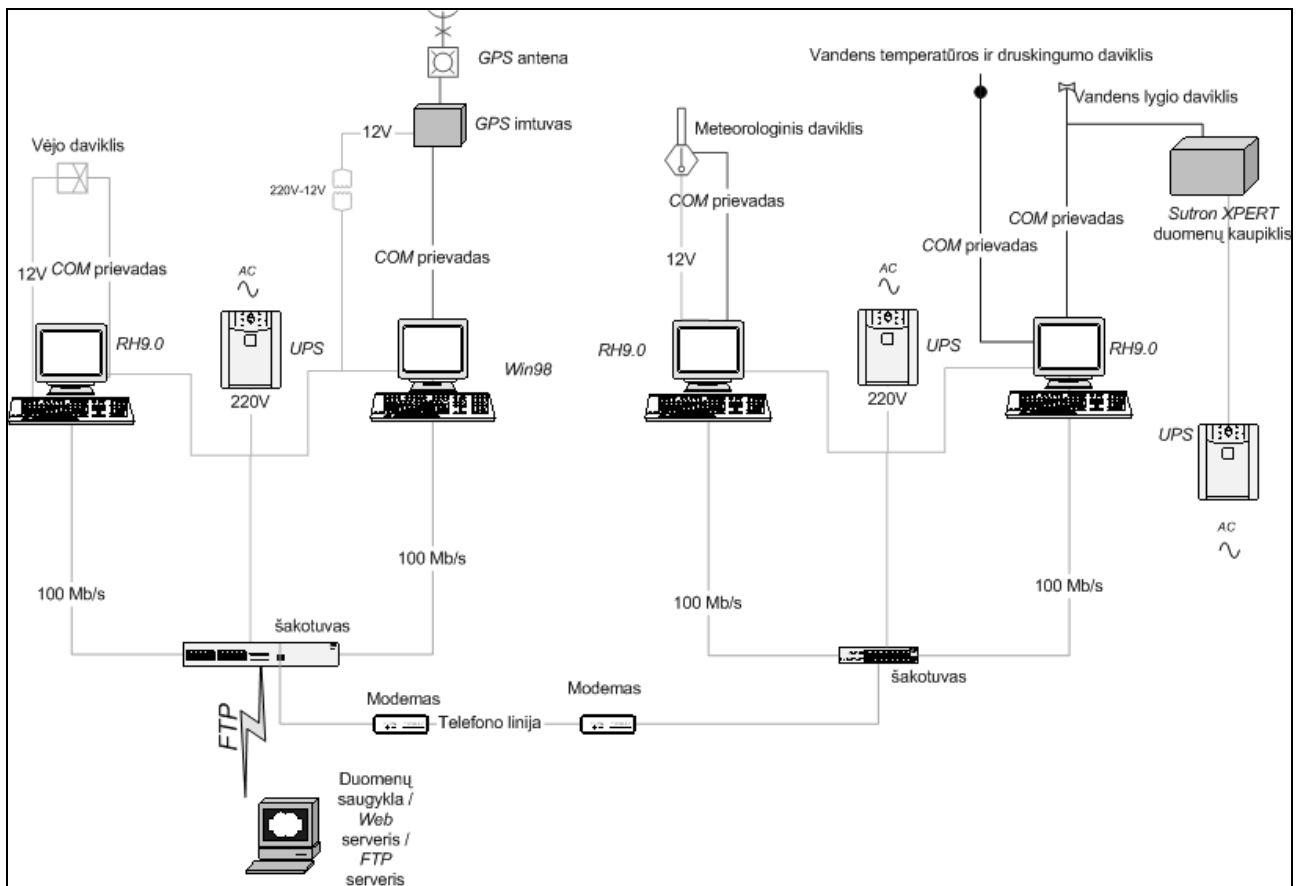 GPS antena
Vandens temperatūros ir druskingumo daviklis
Vandens lygio daviklis
GPS imtuvas
12V
Meteorologinis daviklis
Vėjo daviklis
220V-12V
COM prievadas
Sutron XPERT
duomenų kaupiklis
COM prievadas
COM prievadas
COM prievadas
12V
COM prievadas
12V
AC
AC
RH9.0
UPS
Win98
RH9.0
UPS
RH9.0
220V
220V
UPS
AC
100 Mb/s
100 Mb/s
100 Mb/s
100 Mb/s
šakotuvas
šakotuvas
Modemas
Telefono linija
Modemas
FTP
Duomenų
saugykla /
Web
serveris /
FTP
serveris